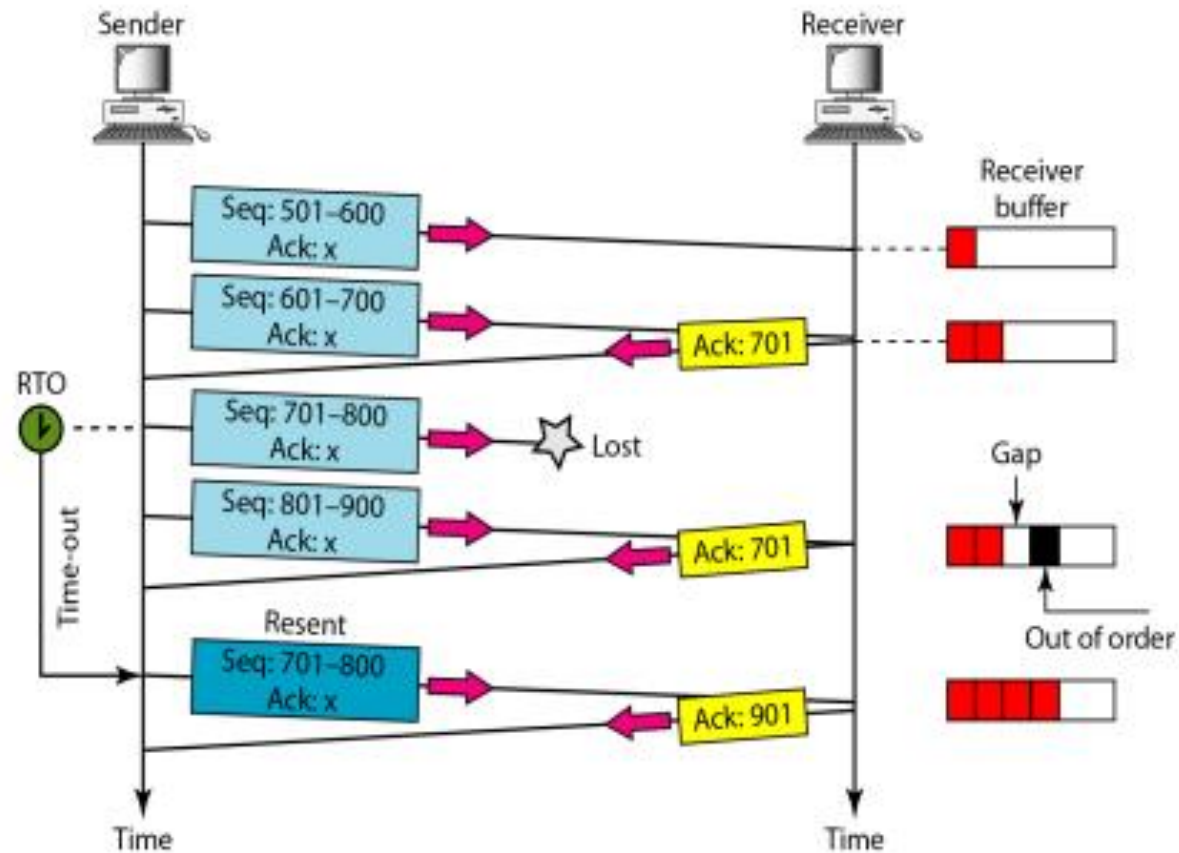 Sender
Receiver
Receiver
buffer
Seq: 501–600
Ack: x
Seq: 601–700
Ack: x
Ack: 701
RTO
Seq: 701–800
Ack: x
Lost
Gap
Seq: 801–900
Ack: x
Ack: 701
Time-out
Out of order
Resent
Seq: 701–800
Ack: x
Ack: 901
Time
Time